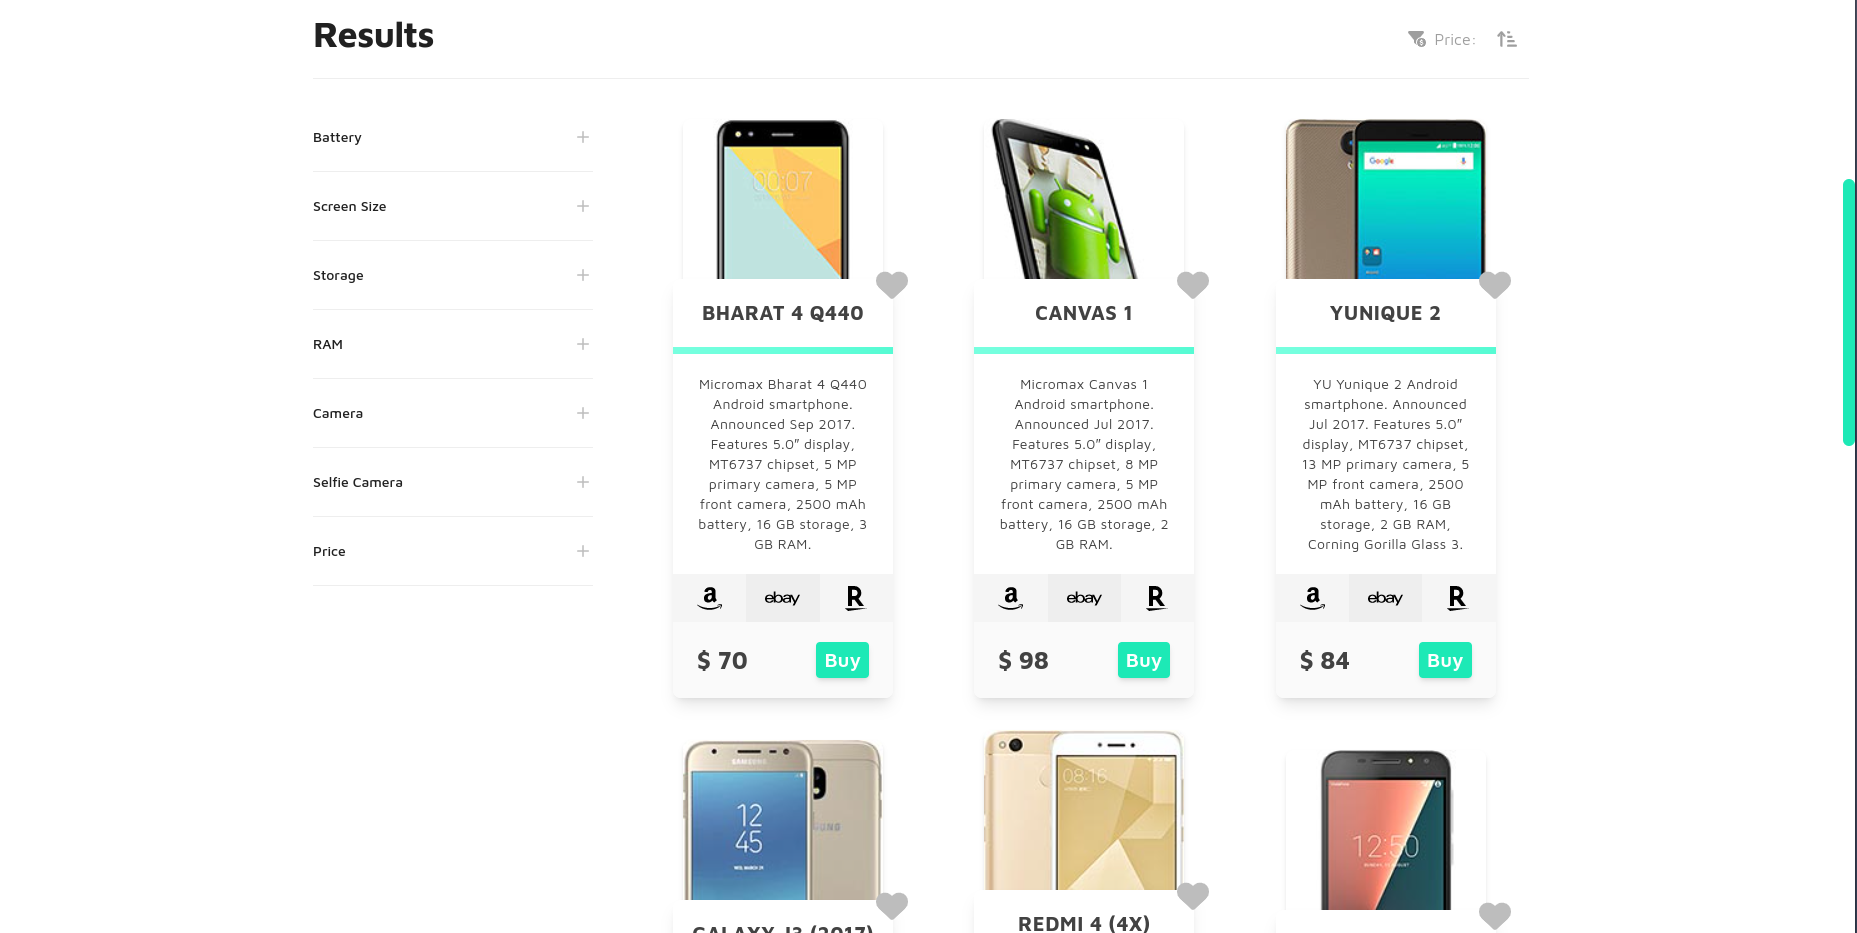 Results
Price:
Battery
Screen Size
Storage
RAM
Camera
Selfie Camera
Price
00:07
Google
BHARAT 4 Q440
Micromax Bharat 4 Q440
Android smartphone.
Announced Sep 2017.
Features 5.0″ display,
MT6737 chipset, 5 MP
primary camera, 5 MP
front camera, 2500 mAh
battery, 16 GB storage, 3
GB RAM.
a
ebay
R
$ 70
Buy
CANVAS 1
Micromax Canvas 1
Android smartphone.
Announced Jul 2017.
Features 5.0″ display,
MT6737 chipset, 8 MP
primary camera, 5 MP
front camera, 2500 mAh
battery, 16 GB storage, 2
GB RAM.
a
ebay
R
$ 98
Buy
YUNIQUE 2
YU Yunique 2 Android
smartphone. Announced
Jul 2017. Features 5.0″
display, MT6737 chipset,
13 MP primary camera, 5
MP front camera, 2500
mAh battery, 16 GB
storage, 2 GB RAM,
Corning Gorilla Glass 3.
a
ebay
R
$ 84
Buy
SAMSUNG
12
45
08:16
12:50
GALAXY J3 (2017)
REDMI 4 (4X)